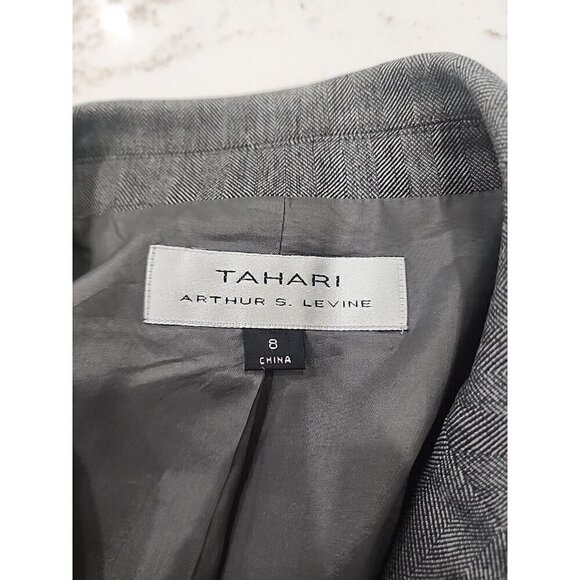 TAHARI
ARTHUR S. LEVINE
8
CHINA